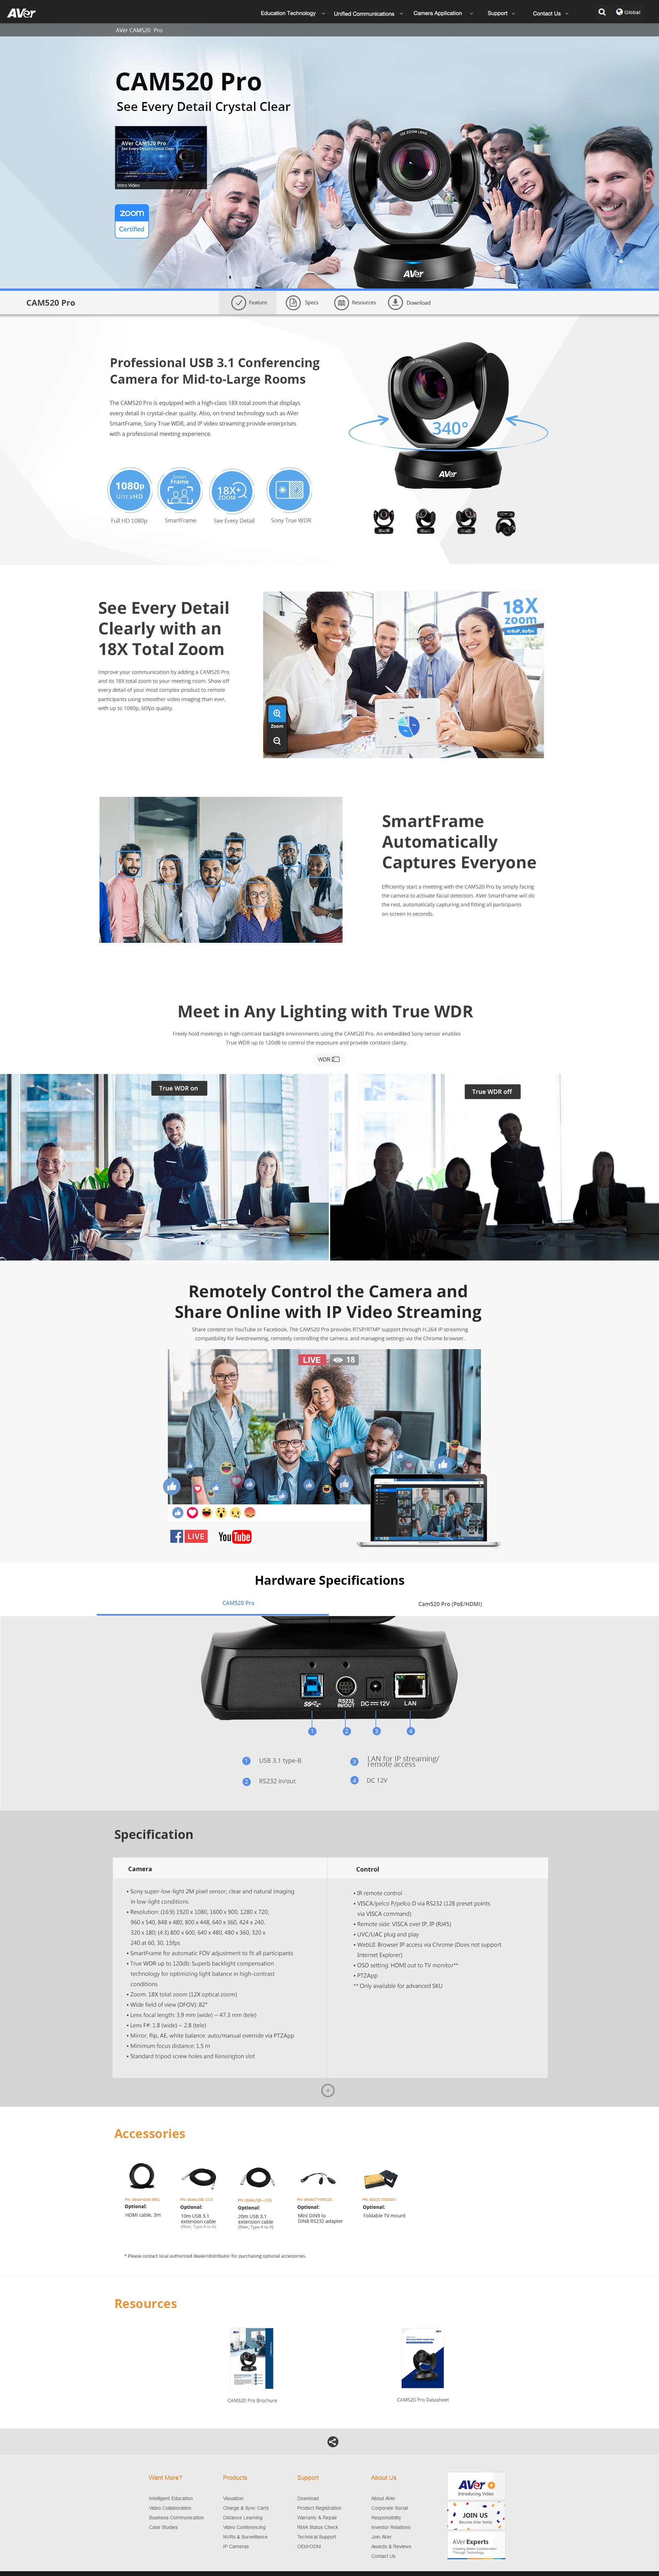 AVer
Education Technology
Unified Communications
Camera Application
Support
Contact Us
Global
AVer CAM520 Pro
CAM520 Pro
See Every Detail Crystal Clear
AVer CAM520 Pro
See Every Detail Crystal Clear
Intro Video
zoom
Certified
18X ZOOM LENS
AVer
CAM520 Pro
Feature
Specs
Resources
Download
Professional USB 3.1 Conferencing
Camera for Mid-to-Large Rooms
The CAM520 Pro is equipped with a high-class 18X total zoom that displays
every detail in crystal-clear quality. Also, on-trend technology such as AVer
SmartFrame, Sony True WDR, and IP video streaming provide enterprises
with a professional meeting experience.
340°
AVer
1080p
UltraHD
Smart
Frame
18X+
ZOOM
Full HD 1080p
SmartFrame
See Every Detail
Sony True WDR
See Every Detail
Clearly with an
18X Total Zoom
Improve your communication by adding a CAM520 Pro
and its 18X total zoom to your meeting room. Show off
every detail of your most complex product to remote
participants using smoother video imaging than ever,
with up to 1080p, 60fps quality.
18X
zoom
1080P, 60fps
Zoom
SmartFrame
Automatically
Captures Everyone
Efficiently start a meeting with the CAM520 Pro by simply facing
the camera to activate facial detection. AVer SmartFrame will do
the rest, automatically capturing and fitting all participants
on-screen in seconds.
Meet in Any Lighting with True WDR
Freely hold meetings in high-contrast backlight environments using the CAM520 Pro. An embedded Sony sensor enables
True WDR up to 120dB to control the exposure and provide constant clarity.
WDR
True WDR on
True WDR off
Remotely Control the Camera and
Share Online with IP Video Streaming
Share content on YouTube or Facebook. The CAM520 Pro provides RTSP/RTMP support through H.264 IP streaming
compatibility for livestreaming, remotely controlling the camera, and managing settings via the Chrome browser.
LIVE
18
f LIVE
YouTube
Hardware Specifications
CAM520 Pro
Cam520 Pro (PoE/HDMI)
RS232
IN/OUT
DC 12V
LAN
1
2
3
4
1 USB 3.1 type-B
3 LAN for IP streaming/
remote access
2 RS232 in/out
4 DC 12V
Specification
Camera
• Sony super-low-light 2M pixel sensor, clear and natural imaging
in low-light conditions
• Resolution: (16:9) 1920 x 1080, 1600 x 900, 1280 x 720,
960 x 540, 848 x 480, 800 x 448, 640 x 360, 424 x 240,
320 x 180; (4:3) 800 x 600, 640 x 480, 480 x 360, 320 x
240 at 60, 30, 15fps
• SmartFrame for automatic FOV adjustment to fit all participants
• True WDR up to 120db: Superb backlight compensation
technology for optimizing light balance in high-contrast
conditions
• Zoom: 18X total zoom (12X optical zoom)
• Wide field of view (DFOV): 82°
• Lens focal length: 3.9 mm (wide) ~ 47.3 mm (tele)
• Lens F#: 1.8 (wide) ~ 2.8 (tele)
• Mirror, flip, AE, white balance: auto/manual override via PTZApp
• Minimum focus distance: 1.5 m
• Standard tripod screw holes and Kensington slot
Control
• IR remote control
• VISCA/pelco P/pelco D via RS232 (128 preset points
via VISCA command)
• Remote side: VISCA over IP, IP (RJ45)
• UVC/UAC plug and play
• WebUI: Browser IP access via Chrome (Does not support
Internet Explorer)
• OSD setting: HDMI out to TV monitor**
• PTZApp
** Only available for advanced SKU
Accessories
Optional:
HDMI cable, 3m
Optional:
10m USB 3.1
extension cable
(fiber, Type A to A)
Optional:
20m USB 3.1
extension cable
(fiber, Type A to A)
Optional:
Mini DIN9 to
DIN8 RS232 adapter
Optional:
Foldable TV mount
* Please contact local authorized dealer/distributor for purchasing optional accessories.
Resources
CAM520 Pro Brochure
CAM520 Pro Datasheet
Want More?
Intelligent Education
Video Collaboration
Business Communication
Case Studies
Products
Visualizer
Charge & Sync Carts
Distance Learning
Video Conferencing
NVRs & Surveillance
IP Cameras
Support
Download
Product Registration
Warranty & Repair
RMA Status Check
Technical Support
OEM/ODM
About Us
About AVer
Corporate Social
Responsibility
Investor Relations
Join AVer
Awards & Reviews
Contact Us
AVer
Introducing Video
JOIN US
Become AVer family
AVer Experts
Creating Better Collaboration
Through Technology